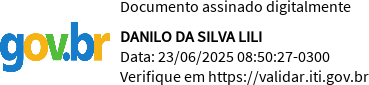 Documento assinado digitalmente
gov.br
DANILO DA SILVA LILI
Data: 23/06/2025 08:50:27-0300
Verifique em https://validar.iti.gov.br